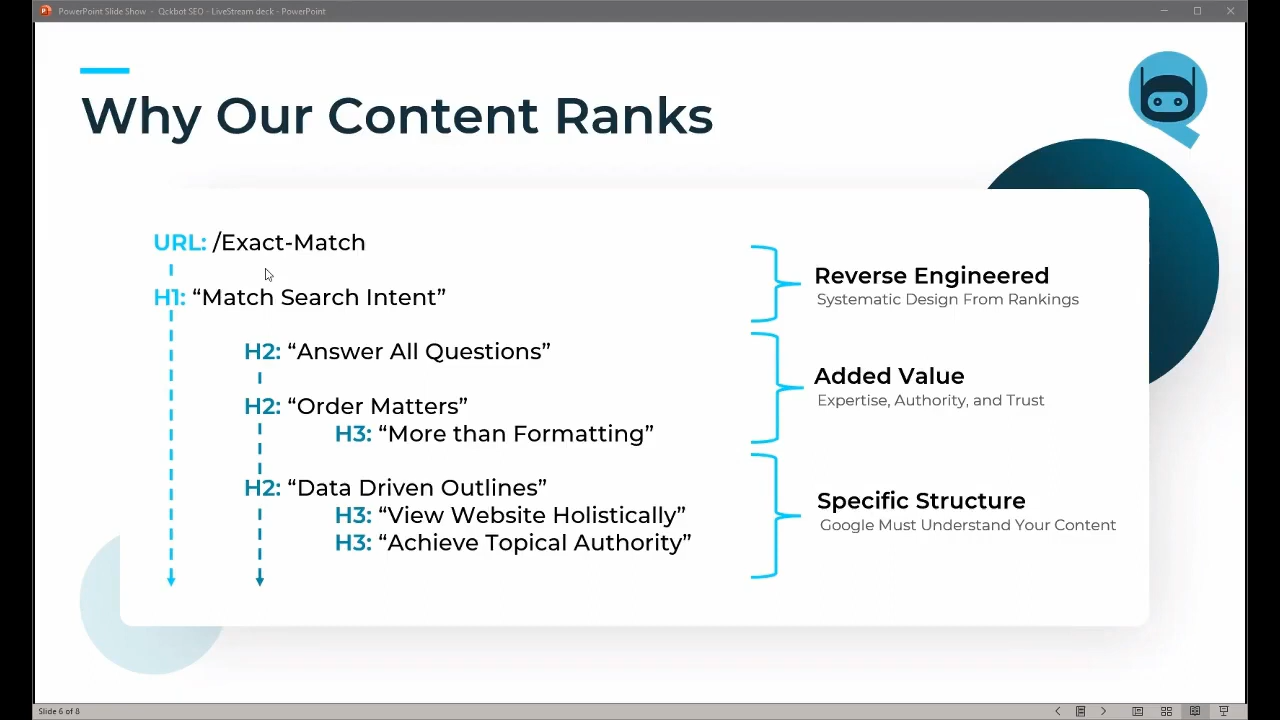 PowerPoint Slide Show - Qckbot SEO - LiveStream deck - PowerPoint
Why Our Content Ranks
URL: /Exact-Match
H1: “Match Search Intent”
H2: “Answer All Questions”
H2: “Order Matters”
H3: “More than Formatting”
H2: “Data Driven Outlines”
H3: “View Website Holistically”
H3: “Achieve Topical Authority”
Reverse Engineered
Systematic Design From Rankings
Added Value
Expertise, Authority, and Trust
Specific Structure
Google Must Understand Your Content
Slide 6 of 8